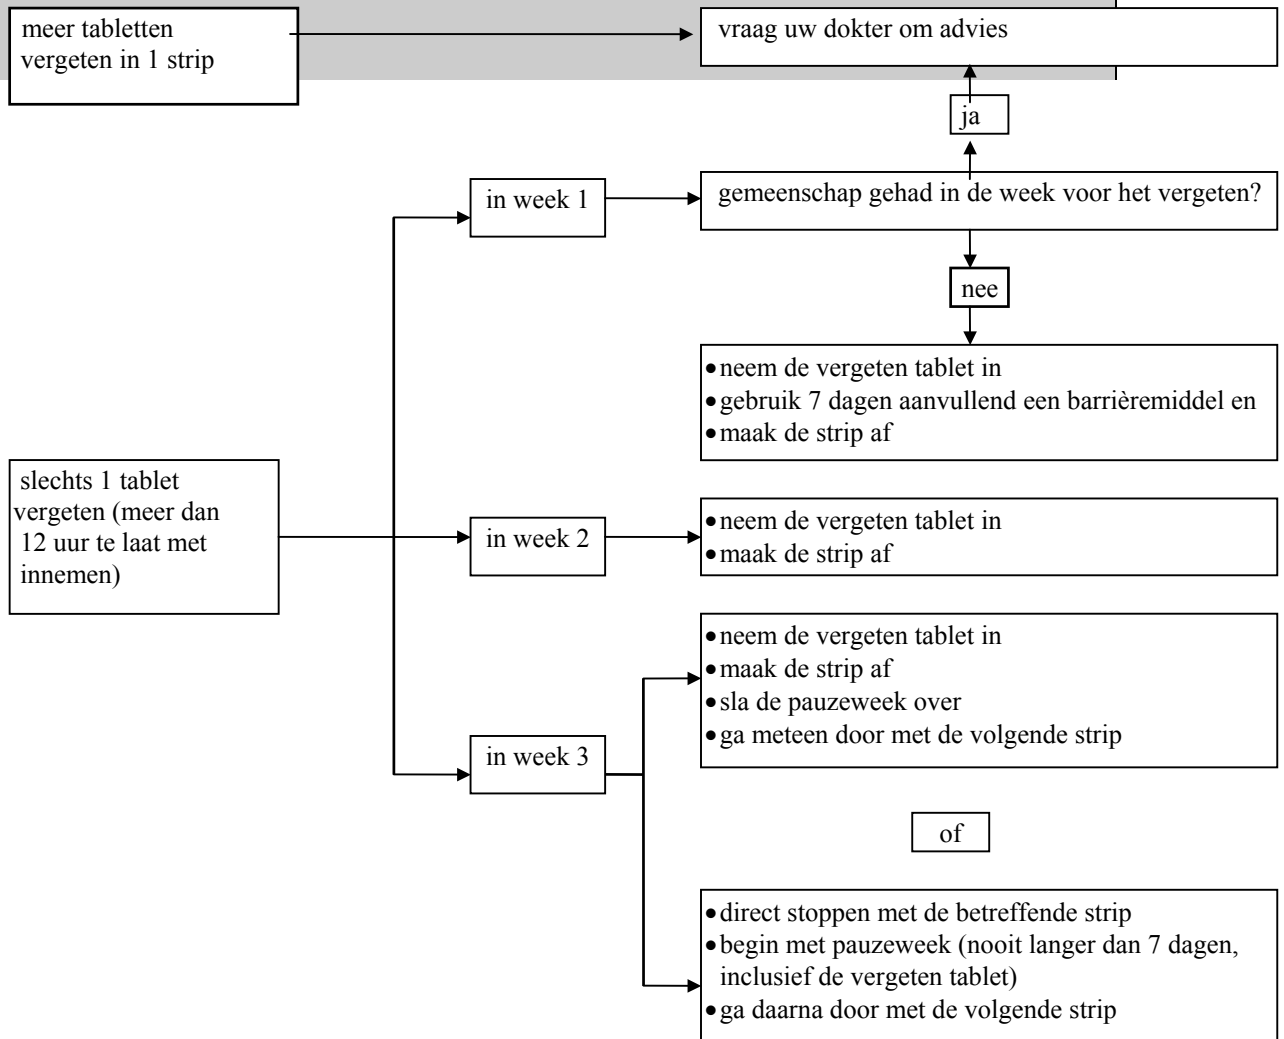 meer tabletten
vergeten in 1 strip
vraag uw dokter om advies
ja
in week 1
gemeenschap gehad in de week voor het vergeten?
nee
•neem de vergeten tablet in
•gebruik 7 dagen aanvullend een barrièremiddel en
•maak de strip af
slechts 1 tablet
vergeten (meer dan
12 uur te laat met
innemen)
in week 2
•neem de vergeten tablet in
•maak de strip af
in week 3
•neem de vergeten tablet in
•maak de strip af
•sla de pauzeweek over
•ga meteen door met de volgende strip
of
•direct stoppen met de betreffende strip
•begin met pauzeweek (nooit langer dan 7 dagen,
inclusief de vergeten tablet)
•ga daarna door met de volgende strip